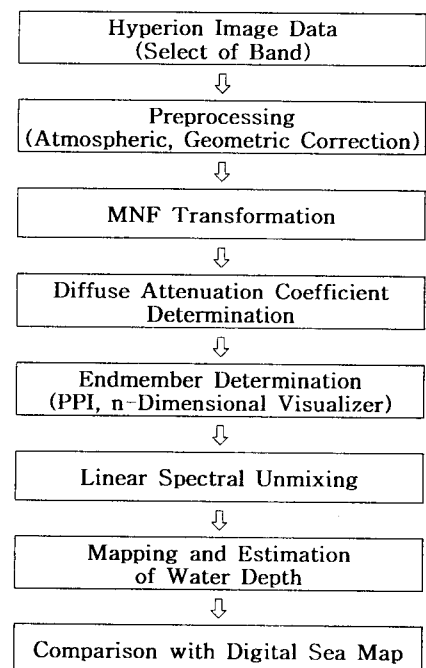 Hyperion Image Data
(Select of Band)
Preprocessing
(Atmospheric, Geometric Correction)
MNF Transformation
Diffuse Attenuation Coefficient
Determination
Endmember Determination
(PPI, n-Dimensional Visualizer)
Linear Spectral Unmixing
Mapping and Estimation
of Water Depth
Comparison with Digital Sea Map